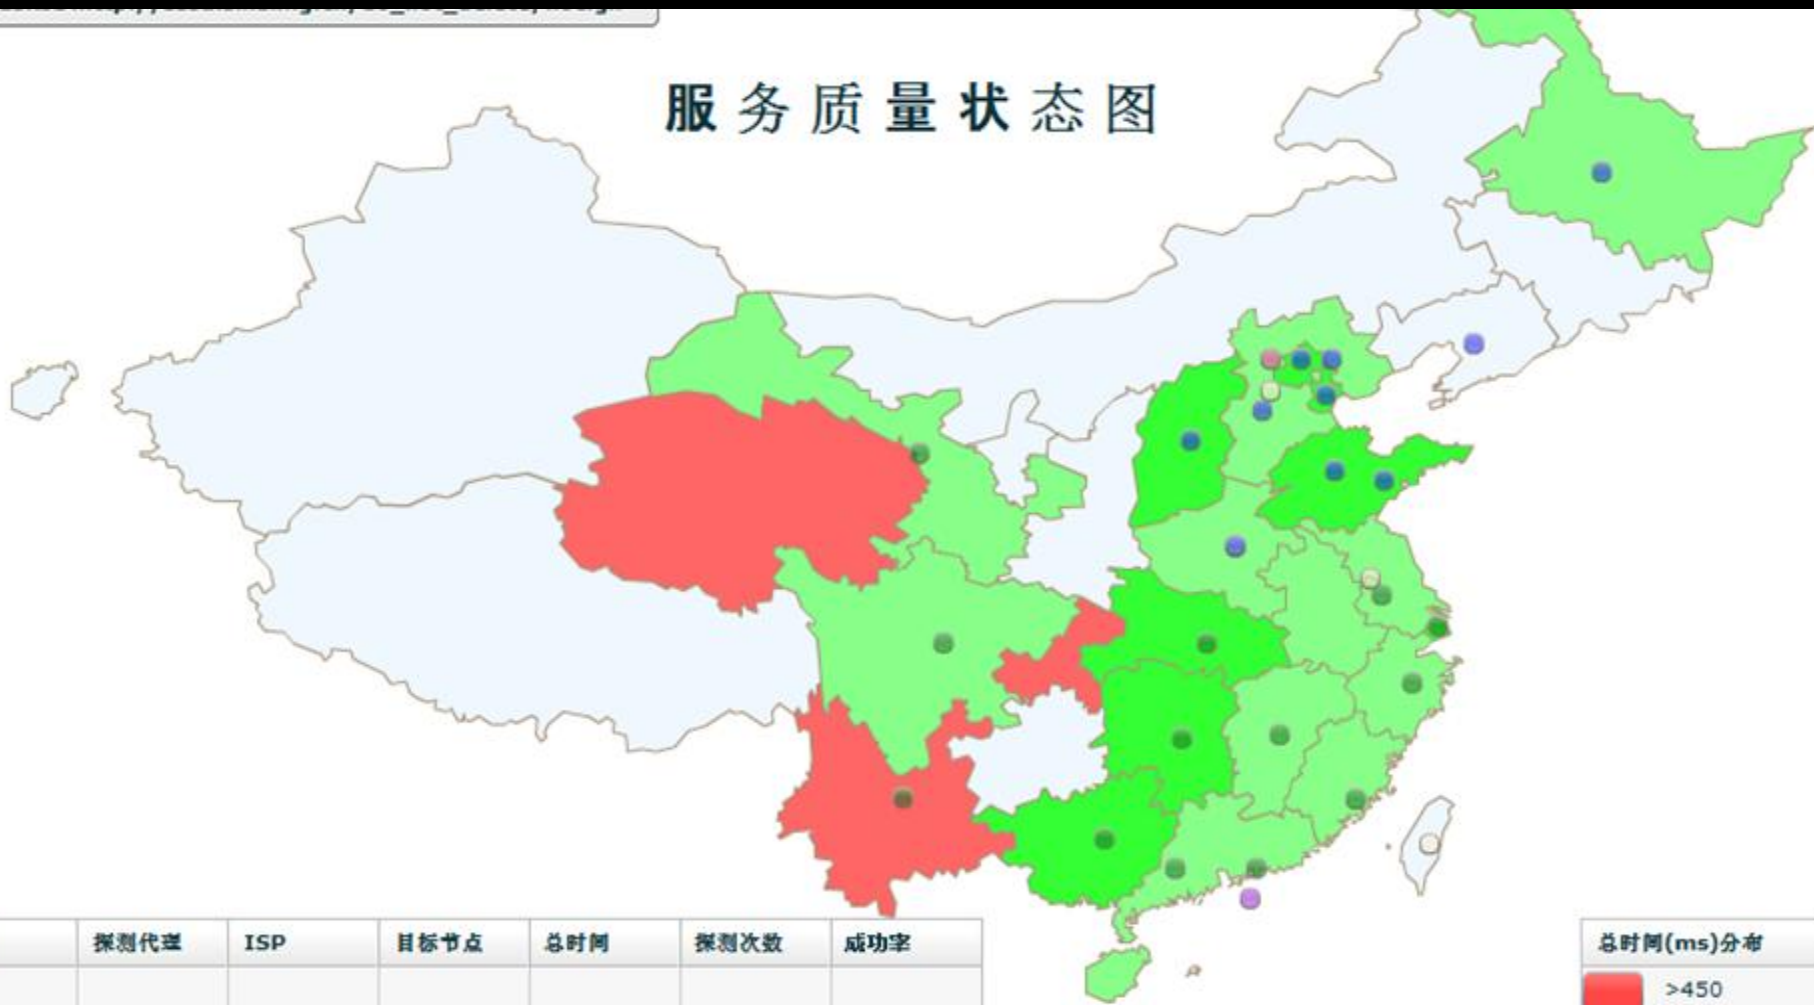 服务质量状态图
探测代理 ISP 目标节点 总时间 探测次数 成功率
总时间(ms)分布
>450